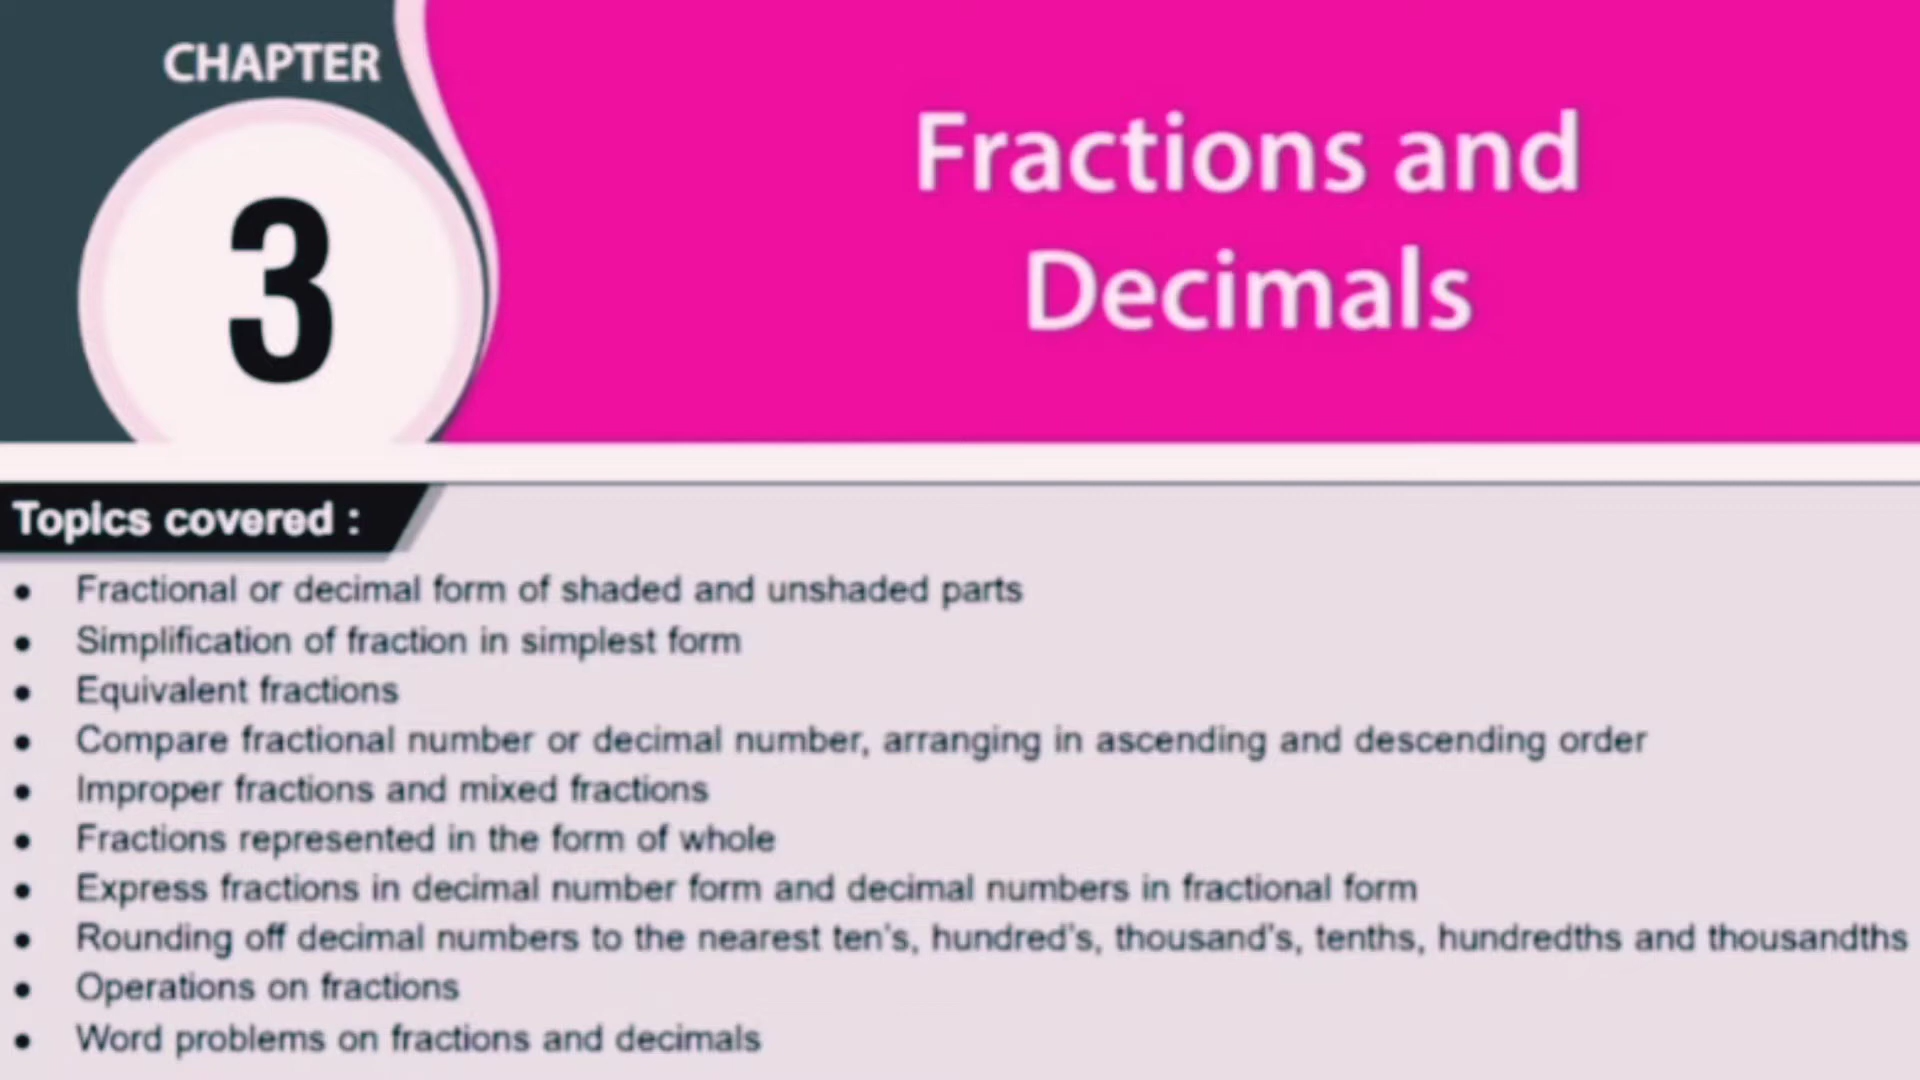 CHAPTER
3
Fractions and
Decimals
Topics covered :
● Fractional or decimal form of shaded and unshaded parts
● Simplification of fraction in simplest form
● Equivalent fractions
● Compare fractional number or decimal number, arranging in ascending and descending order
● Improper fractions and mixed fractions
● Fractions represented in the form of whole
● Express fractions in decimal number form and decimal numbers in fractional form
● Rounding off decimal numbers to the nearest ten's, hundred's, thousand's, tenths, hundredths and thousandths
● Operations on fractions
● Word problems on fractions and decimals